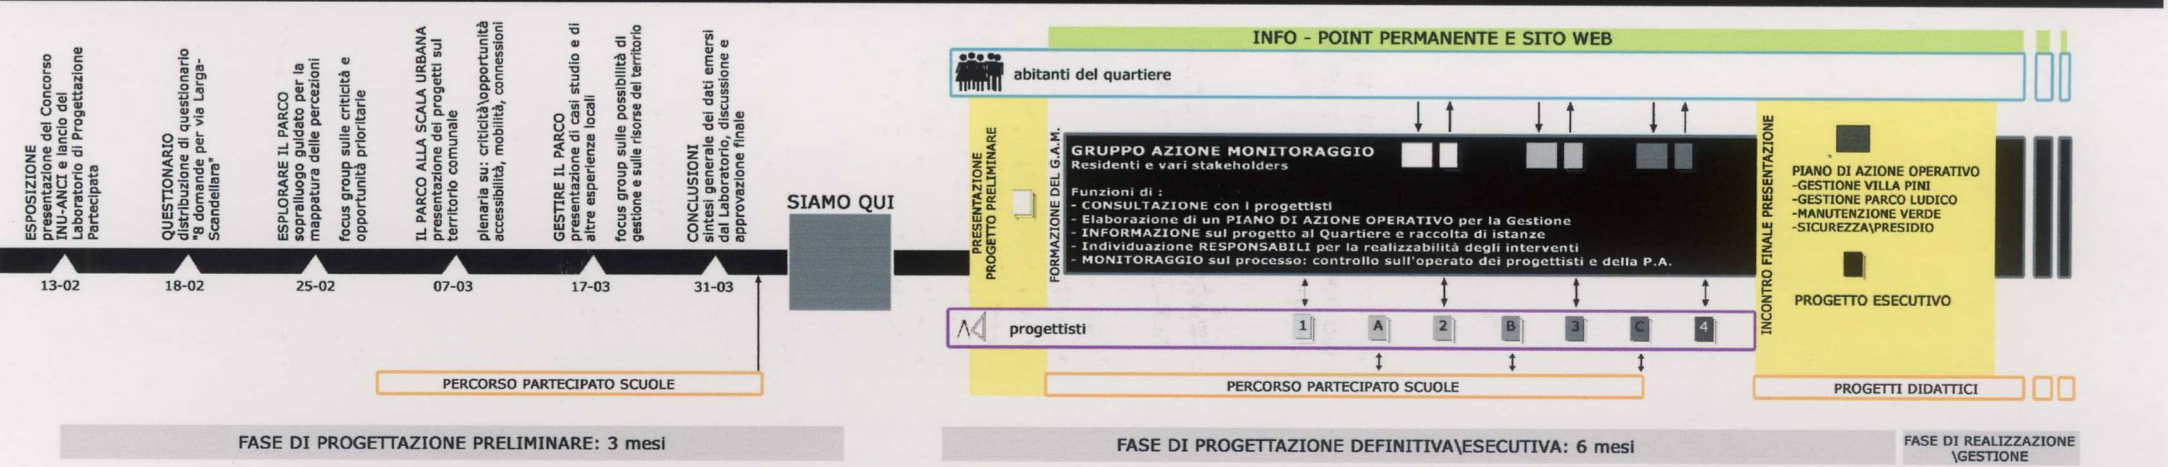 ESPOSIZIONE
presentazione del Concorso
INU-ANCI e lancio del
Laboratorio di Progettazione
Partecipata
13-02
QUESTIONARIO
distribuzione di questionario
"8 domande per via Larga-
Scandellara"
18-02
ESPLORARE IL PARCO
sopralluogo guidato per la
mappatura delle percezioni
focus group sulle criticità e
opportunità prioritarie
25-02
IL PARCO ALLA SCALA URBANA
presentazione dei progetti sul
territorio comunale
plenaria su: criticità\opportunità
accessibilità, mobilità, connessioni
07-03
GESTIRE IL PARCO
presentazione di casi studio e di
altre esperienze locali
focus group sulle possibilità di
gestione e sulle risorse del territorio
17-03
CONCLUSIONI
sintesi generale dei dati emersi
dal Laboratorio, discussione e
approvazione finale
31-03
PERCORSO PARTECIPATO SCUOLE
FASE DI PROGETTAZIONE PRELIMINARE: 3 mesi
SIAMO QUI
INFO - POINT PERMANENTE E SITO WEB
abitanti del quartiere
PRESENTAZIONE
PROGETTO PRELIMINARE
FORMAZIONE DEL G.A.M.
GRUPPO AZIONE MONITORAGGIO
Residenti e vari stakeholders
Funzioni di :
- CONSULTAZIONE con i progettisti
- Elaborazione di un PIANO DI AZIONE OPERATIVO per la Gestione
- INFORMAZIONE sul progetto al Quartiere e raccolta di istanze
- Individuazione RESPONSABILI per la realizzabilità degli interventi
- MONITORAGGIO sul processo: controllo sull'operato dei progettisti e della P.A.
progettisti
1 A 2 B 3 C 4
PERCORSO PARTECIPATO SCUOLE
INCONTRO FINALE PRESENTAZIONE
PIANO DI AZIONE OPERATIVO
-GESTIONE VILLA PINI
-GESTIONE PARCO LUDICO
-MANUTENZIONE VERDE
-SICUREZZA\PRESIDIO
PROGETTO ESECUTIVO
PROGETTI DIDATTICI
FASE DI PROGETTAZIONE DEFINITIVA\ESECUTIVA: 6 mesi
FASE DI REALIZZAZIONE
\GESTIONE